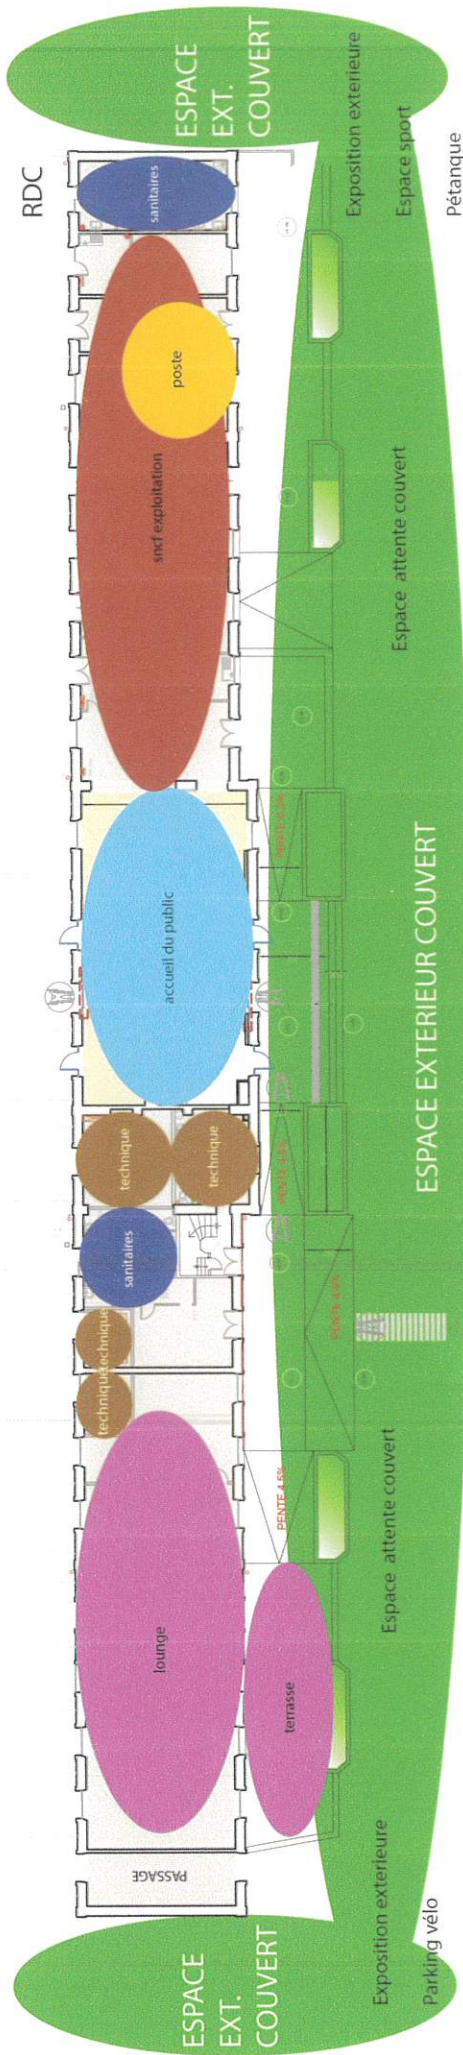 RDC
ESPACE
EXT.
COUVERT
PASSAGE
lounge
technique
technique
sanitaires
technique
technique
accueil du public
sncf exploitation
poste
sanitaires
ESPACE
EXT.
COUVERT
terrasse
PENTE 4.6%
Exposition exterieure
Parking vélo
Espace attente couvert
ESPACE EXTERIEUR COUVERT
Espace attente couvert
Exposition exterieure
Espace sport
Pétanque